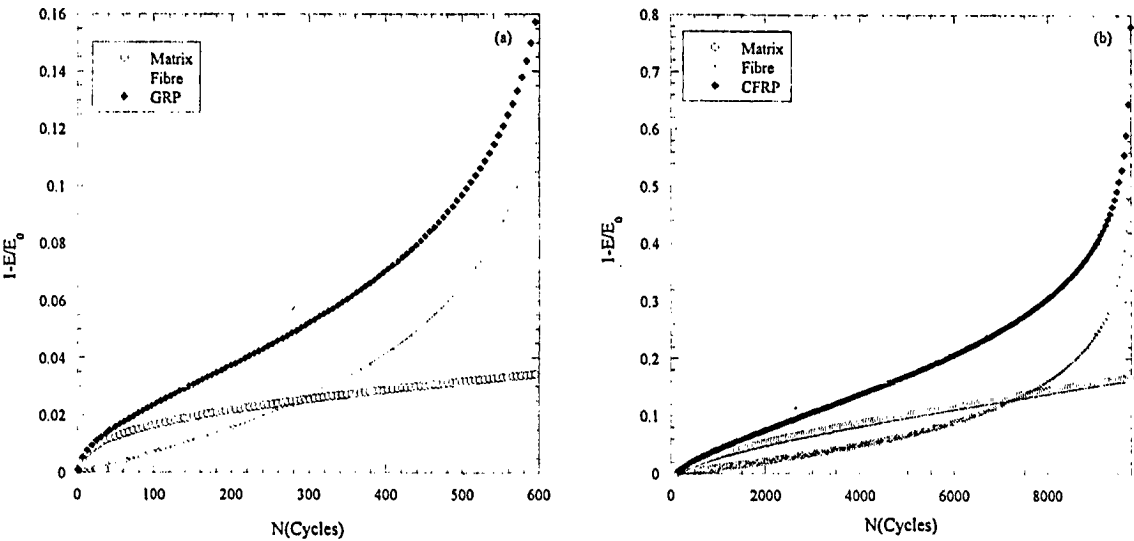 (a)
Matrix
Fibre
GRP
1-E/E₀
0.16
0.14
0.12
0.1
0.08
0.06
0.04
0.02
0
0 100 200 300 400 500 600
N(Cycles)
(b)
Matrix
Fibre
CFRP
1-E/E₀
0.8
0.7
0.6
0.5
0.4
0.3
0.2
0.1
0
0 2000 4000 6000 8000
N(Cycles)